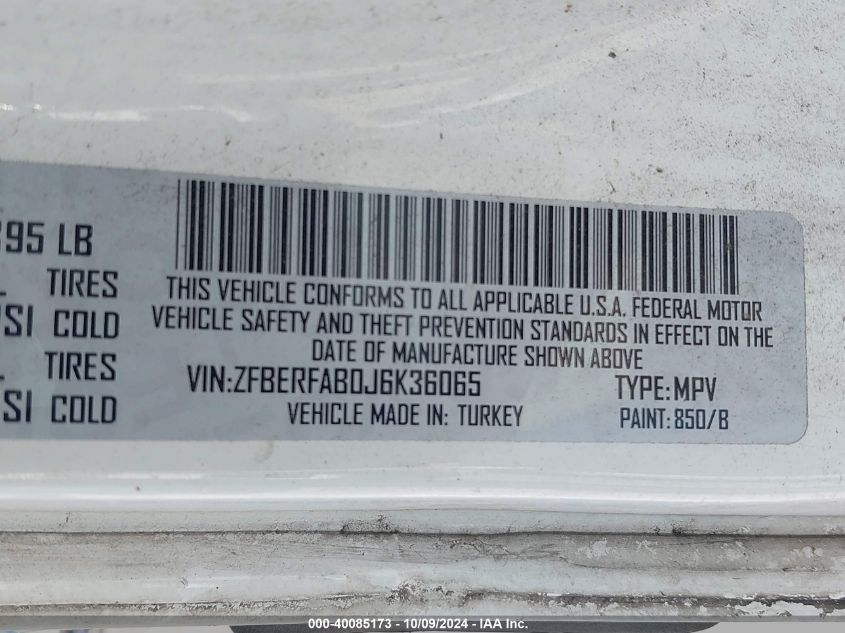 95 LB
TIRES
SI COLD
TIRES
SI COLD
THIS VEHICLE CONFORMS TO ALL APPLICABLE U.S.A. FEDERAL MOTOR
VEHICLE SAFETY AND THEFT PREVENTION STANDARDS IN EFFECT ON THE
DATE OF MANUFACTURE SHOWN ABOVE
VIN:ZFBERFAB0J6K36065 TYPE:MPV
VEHICLE MADE IN: TURKEY PAINT:850/B
000-40085173 - 10/09/2024 - IAA Inc.